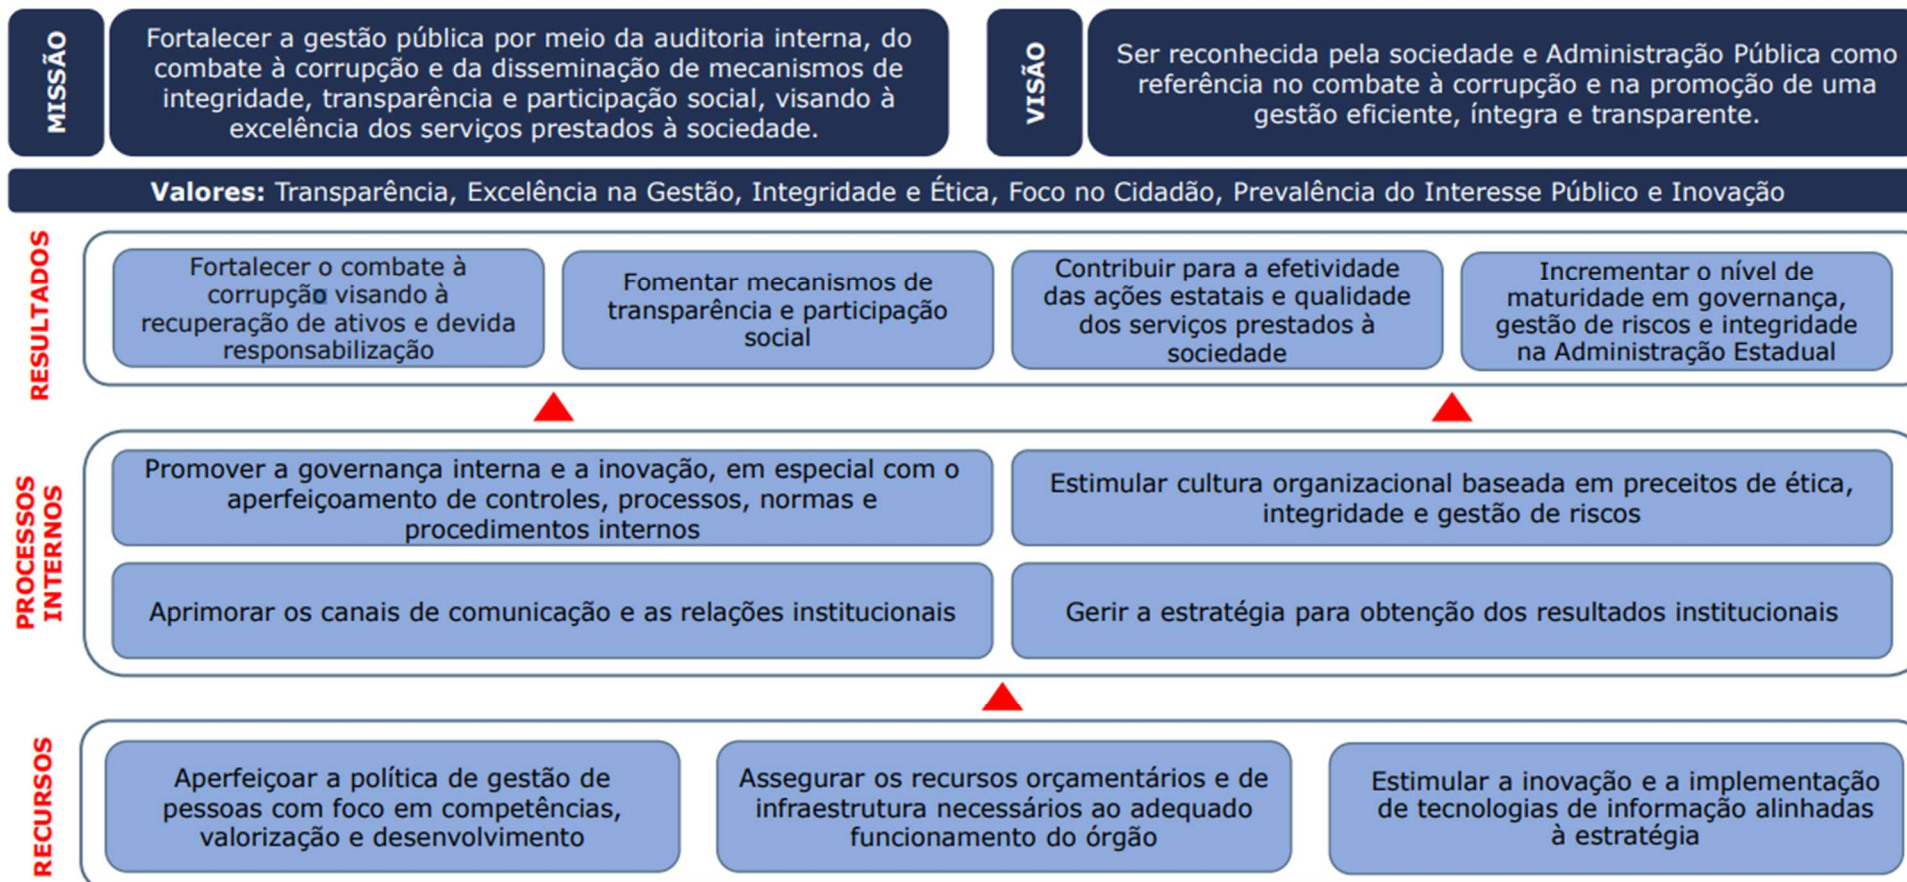 MISSÃO
Fortalecer a gestão pública por meio da auditoria interna, do
combate à corrupção e da disseminação de mecanismos de
integridade, transparência e participação social, visando à
excelência dos serviços prestados à sociedade.
VISÃO
Ser reconhecida pela sociedade e Administração Pública como
referência no combate à corrupção e na promoção de uma
gestão eficiente, íntegra e transparente.
Valores: Transparência, Excelência na Gestão, Integridade e Ética, Foco no Cidadão, Prevalência do Interesse Público e Inovação
RESULTADOS
Fortalecer o combate à
corrupção visando à
recuperação de ativos e devida
responsabilização
Fomentar mecanismos de
transparência e participação
social
Contribuir para a efetividade
das ações estatais e qualidade
dos serviços prestados à
sociedade
Incrementar o nível de
maturidade em governança,
gestão de riscos e integridade
na Administração Estadual
PROCESSOS
INTERNOS
Promover a governança interna e a inovação, em especial com o
aperfeiçoamento de controles, processos, normas e
procedimentos internos
Estimular cultura organizacional baseada em preceitos de ética,
integridade e gestão de riscos
Aprimorar os canais de comunicação e as relações institucionais
Gerir a estratégia para obtenção dos resultados institucionais
RECURSOS
Aperfeiçoar a política de gestão de
pessoas com foco em competências,
valorização e desenvolvimento
Assegurar os recursos orçamentários e de
infraestrutura necessários ao adequado
funcionamento do órgão
Estimular a inovação e a implementação
de tecnologias de informação alinhadas
à estratégia